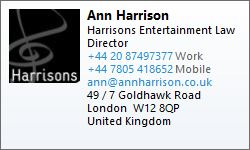 Harrisons
Ann Harrison
Harrisons Entertainment Law
Director
+44 20 87497377 Work
+44 7805 418652 Mobile
ann@annharrison.co.uk
49 / 7 Goldhawk Road
London  W12 8QP
United Kingdom